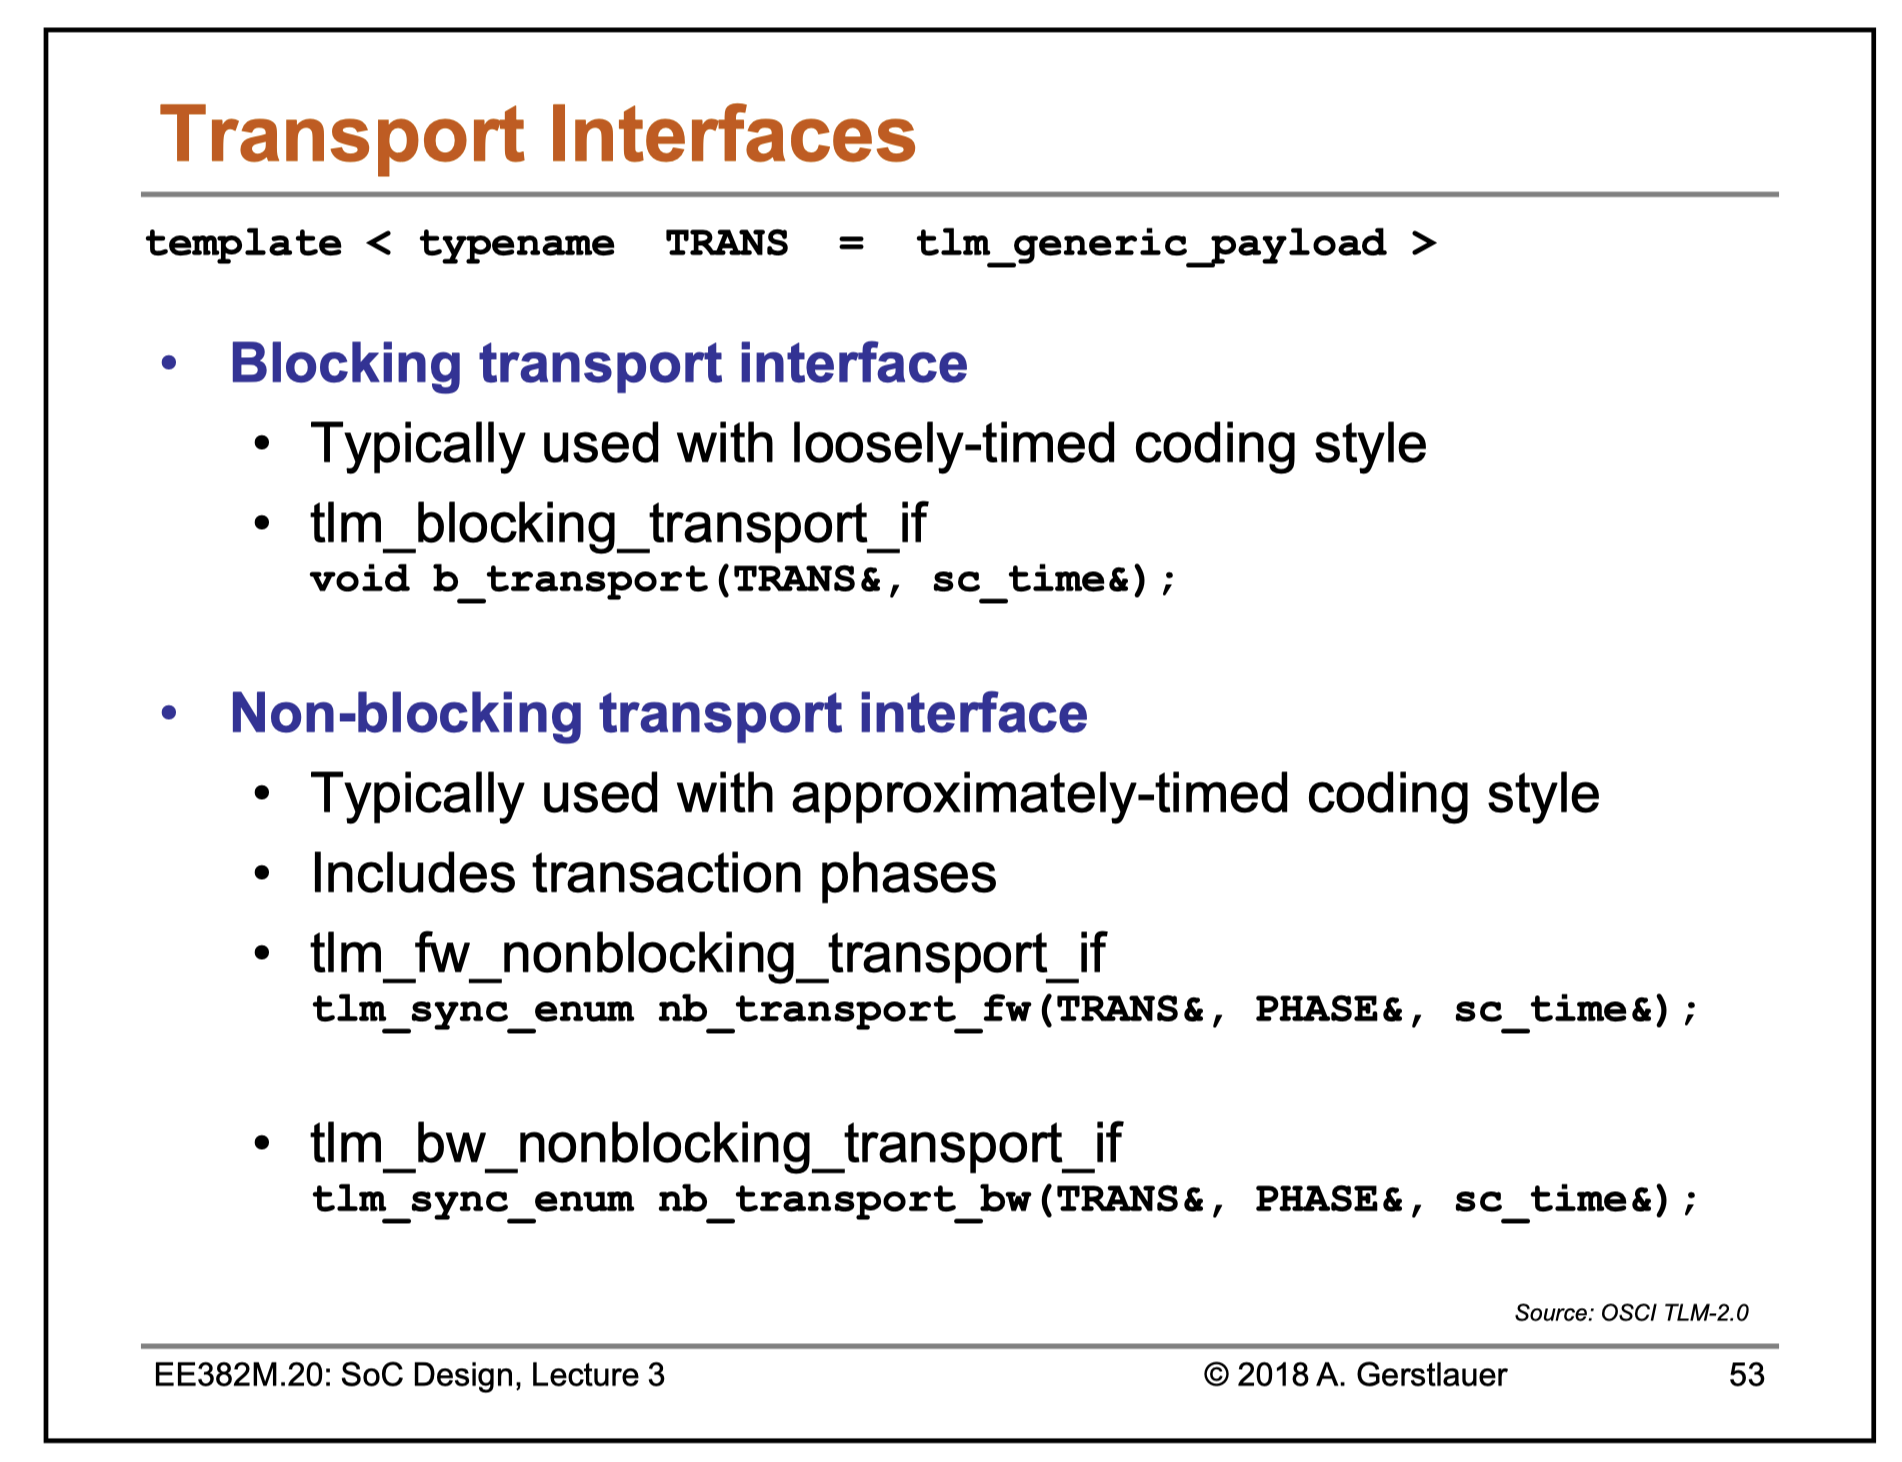 Transport Interfaces
template < typename TRANS = tlm_generic_payload >
• Blocking transport interface
• Typically used with loosely-timed coding style
• tlm_blocking_transport_if
void b_transport(TRANS&, sc_time&);
• Non-blocking transport interface
• Typically used with approximately-timed coding style
• Includes transaction phases
• tlm_fw_nonblocking_transport_if
tlm_sync_enum nb_transport_fw(TRANS&, PHASE&, sc_time&);
• tlm_bw_nonblocking_transport_if
tlm_sync_enum nb_transport_bw(TRANS&, PHASE&, sc_time&);
Source: OSCI TLM-2.0
EE382M.20: SoC Design, Lecture 3 © 2018 A. Gerstlauer 53